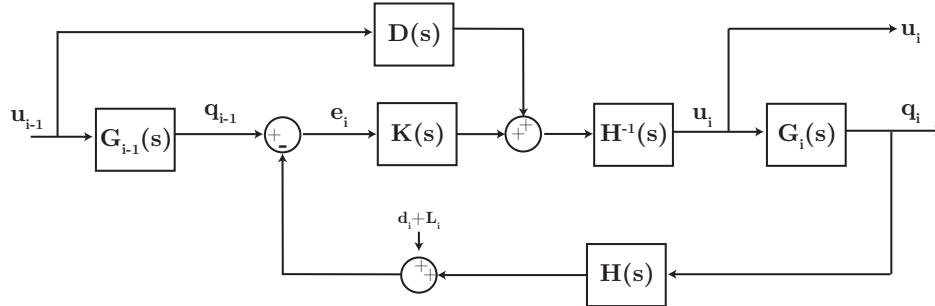 D(s)
u_i
u_{i-1}
q_{i-1}
e_i
u_i
q_i
G_{i-1}(s)
+
-
K(s)
+
+
H^{-1}(s)
G_i(s)
d_i+L_i
+
+
H(s)